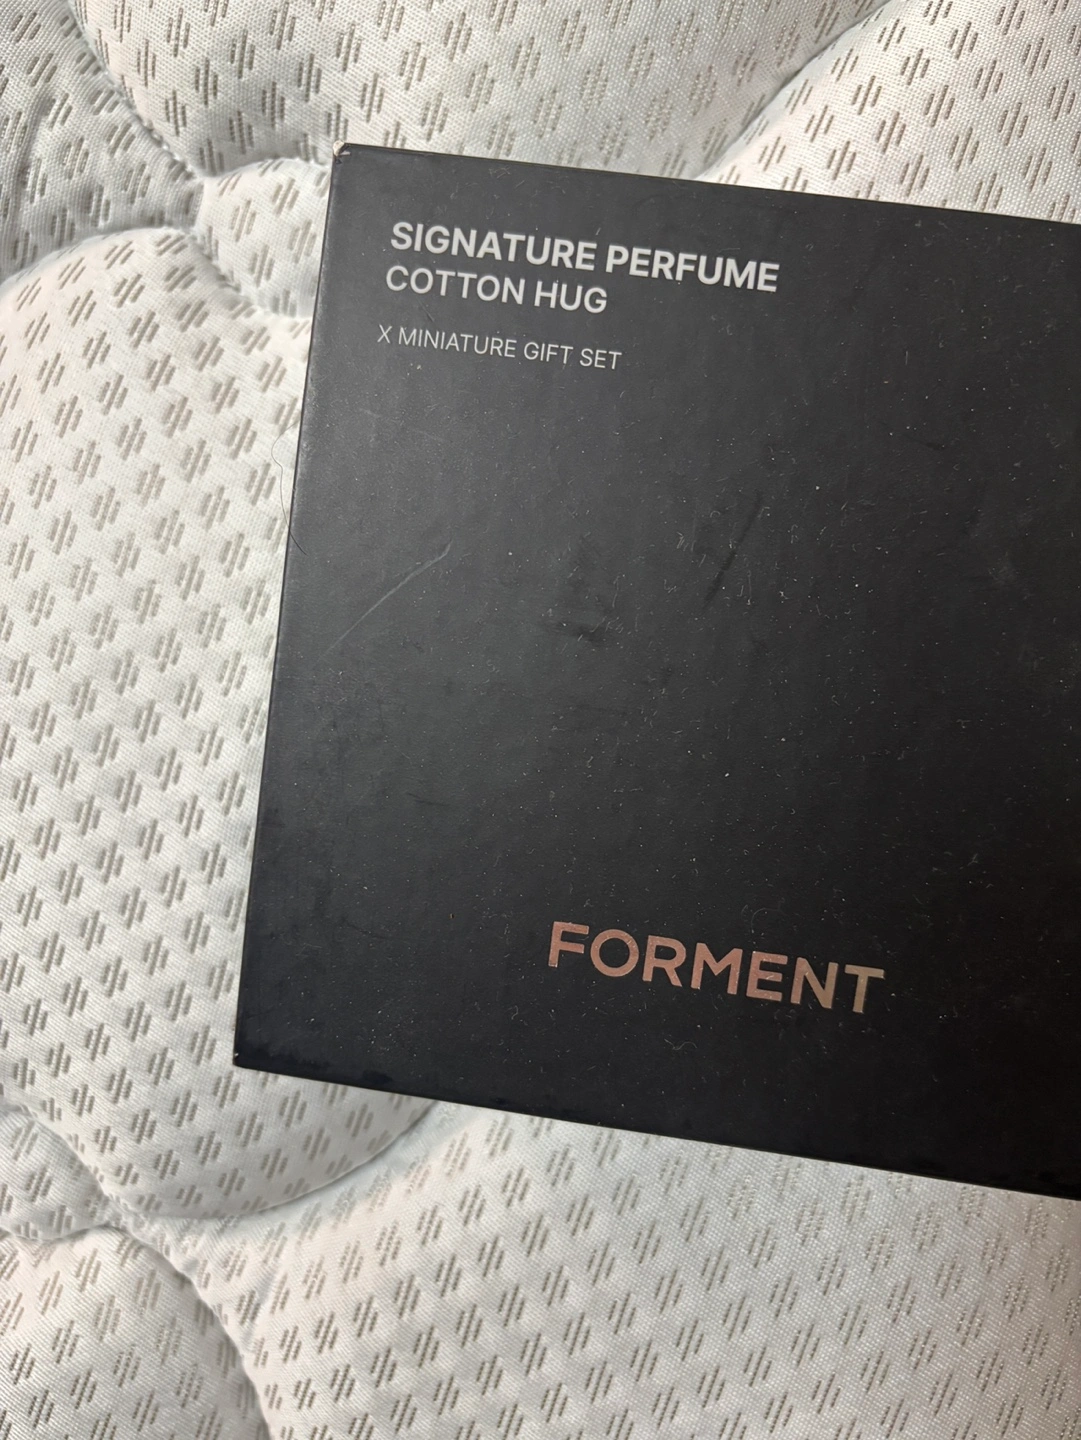 SIGNATURE PERFUME
COTTON HUG
X MINIATURE GIFT SET
FORMENT